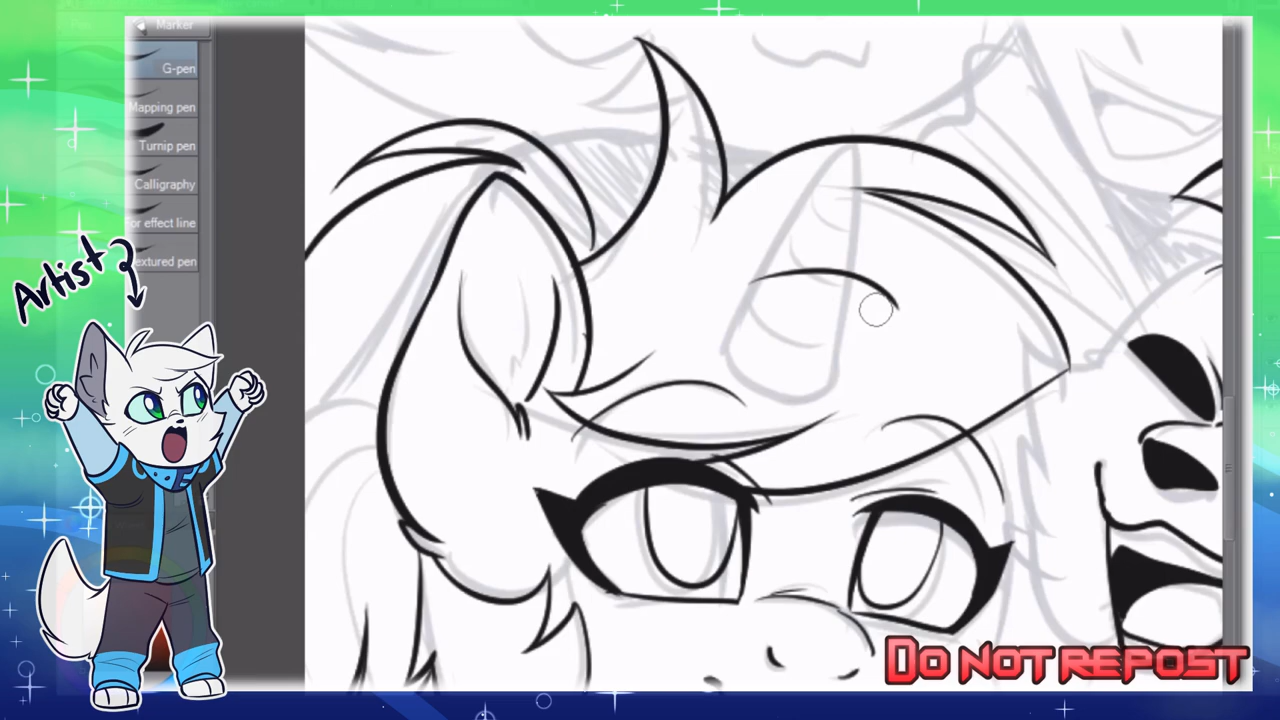 Marker
G-pen
Mapping pen
Turnip pen
Calligraphy
For effect line
extured pen
Artist
DO NOT REPOST